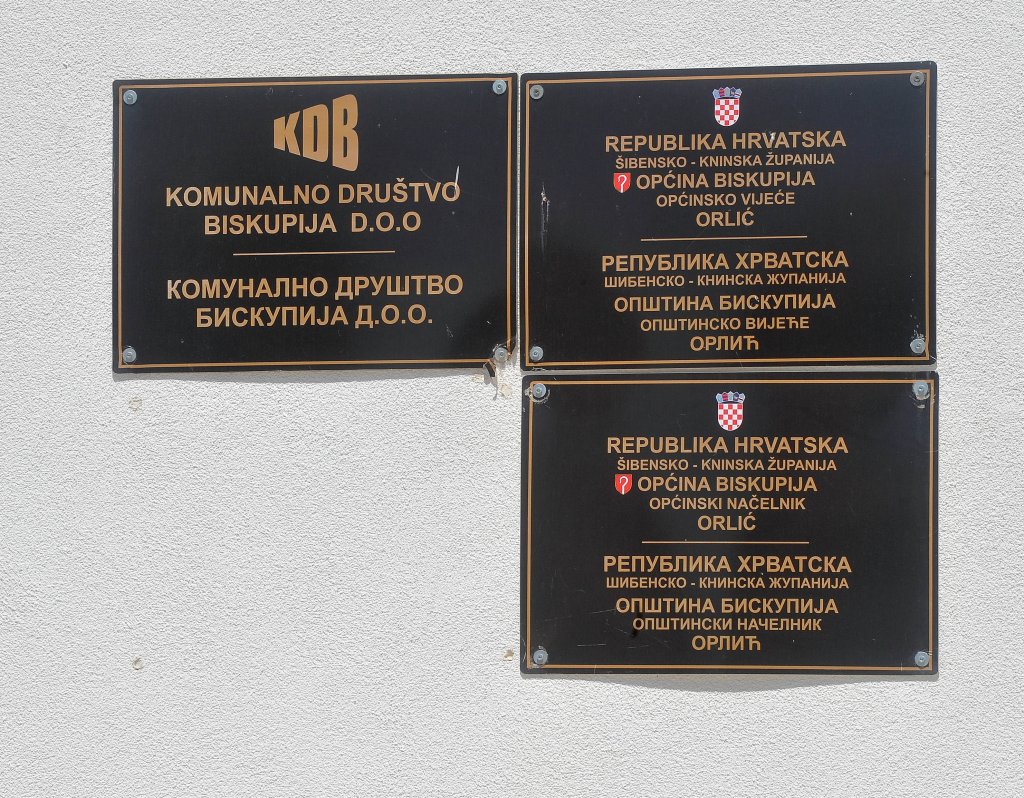 KDB
KOMUNALNO DRUŠTVO
BISKUPIJA D.O.O
КОМУНАЛНО ДРУШТВО
БИСКУПИЈА Д.О.О.
REPUBLIKA HRVATSKA
ŠIBENSKO - KNINSKA ŽUPANIJA
OPĆINA BISKUPIJA
OPĆINSKO VIJEĆE
ORLIĆ
РЕПУБЛИКА ХРВАТСКА
ШИБЕНСКО - КНИНСКА ЖУПАНИЈА
ОПШТИНА БИСКУПИЈА
ОПШТИНСКО ВИЈЕЋЕ
ОРЛИЋ
REPUBLIKA HRVATSKA
ŠIBENSKO - KNINSKA ŽUPANIJA
OPĆINA BISKUPIJA
OPĆINSKI NAČELNIK
ORLIĆ
РЕПУБЛИКА ХРВАТСКА
ШИБЕНСКО - КНИНСКА ЖУПАНИЈА
ОПШТИНА БИСКУПИЈА
ОПШТИНСКИ НАЧЕЛНИК
ОРЛИЋ